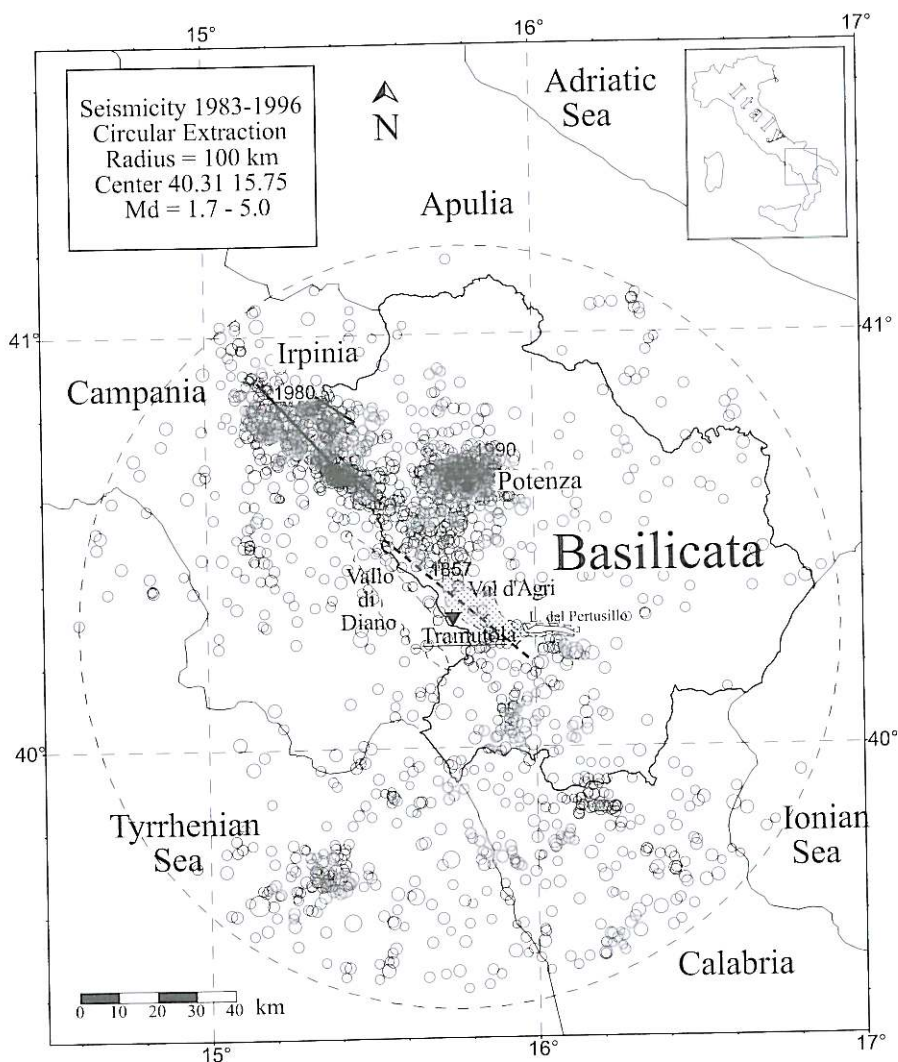 15°
16°
17°
Seismicity 1983-1996
Circular Extraction
Radius = 100 km
Center 40.31 15.75
Md = 1.7 - 5.0
N
Adriatic
Sea
Italy
Apulia
41°
41°
Irpinia
Campania
1980
1990
Potenza
Basilicata
1857
Vallo
di
Diano
Val d'Agri
L. del Pertusillo
Tramutola
40°
40°
Tyrrhenian
Sea
Ionian
Sea
Calabria
0 10 20 30 40 km
15°
16°
17°